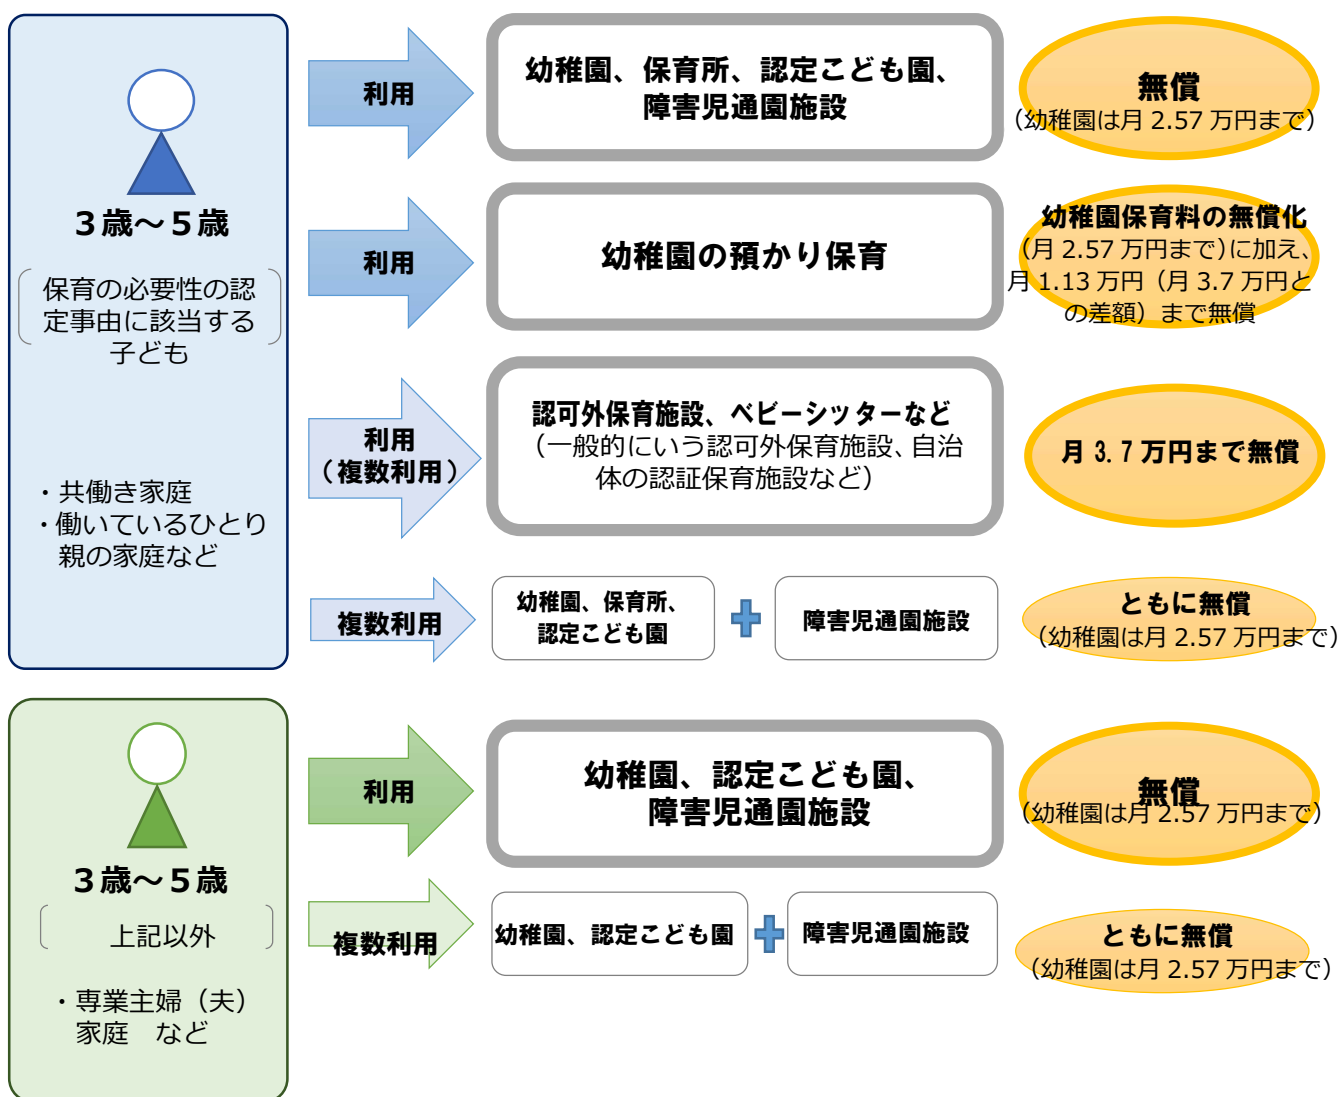 3歳～5歳
保育の必要性の認
定事由に該当する
子ども
・共働き家庭
・働いているひとり
親の家庭など
利用
幼稚園、保育所、認定こども園、
障害児通園施設
無償
（幼稚園は月 2.57 万円まで）
利用
幼稚園の預かり保育
幼稚園保育料の無償化
（月 2.57 万円まで）に加え、
月 1.13 万円（月 3.7 万円と
の差額）まで無償
利用
（複数利用）
認可外保育施設、ベビーシッターなど
（一般的にいう認可外保育施設、自治
体の認証保育施設など）
月 3.7 万円まで無償
複数利用
幼稚園、保育所、
認定こども園
障害児通園施設
ともに無償
（幼稚園は月 2.57 万円まで）
3歳～5歳
上記以外
・専業主婦（夫）
家庭　など
利用
幼稚園、認定こども園、
障害児通園施設
無償
（幼稚園は月 2.57 万円まで）
複数利用
幼稚園、認定こども園
障害児通園施設
ともに無償
（幼稚園は月 2.57 万円まで）